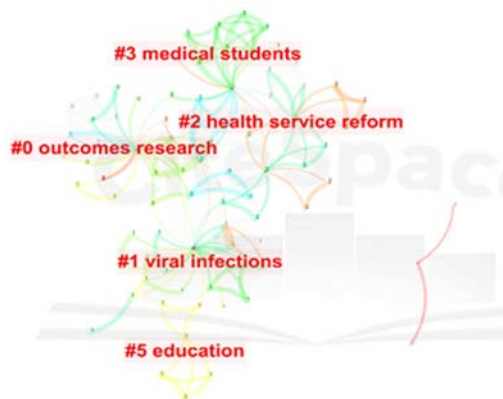 #3 medical students
#2 health service reform
#0 outcomes research
#1 viral infections
#5 education